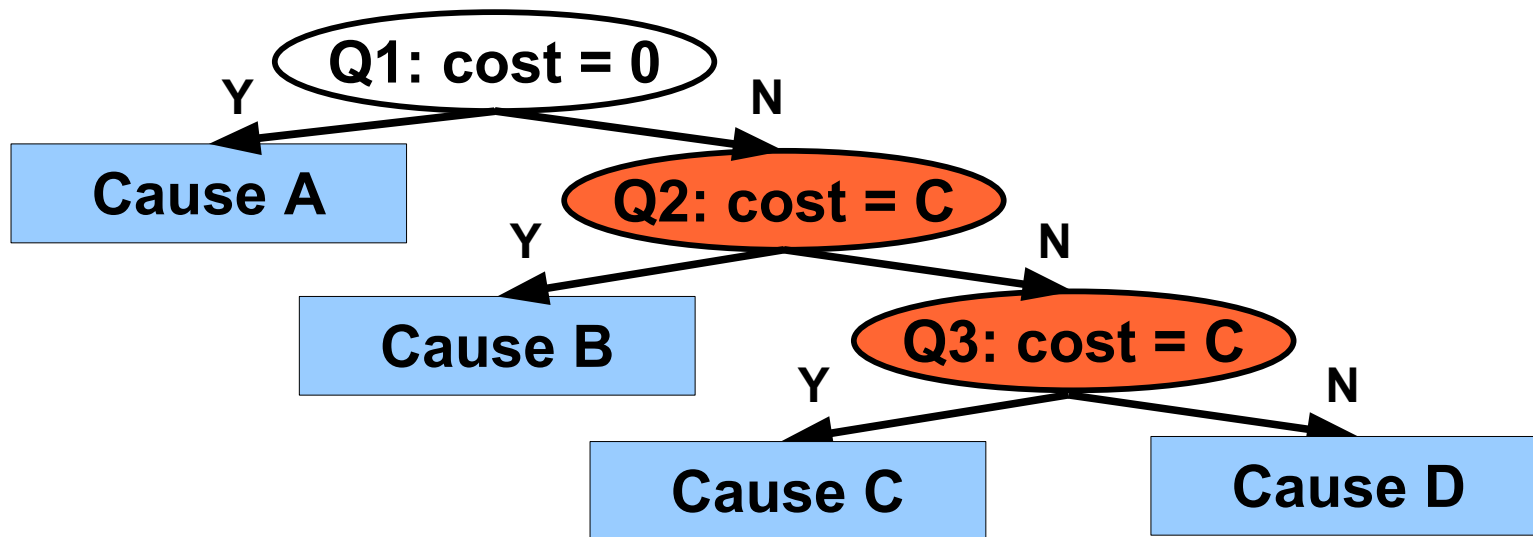 Q1: cost = 0
Y
N
Cause A
Q2: cost = C
Y
N
Cause B
Q3: cost = C
Y
N
Cause C
Cause D